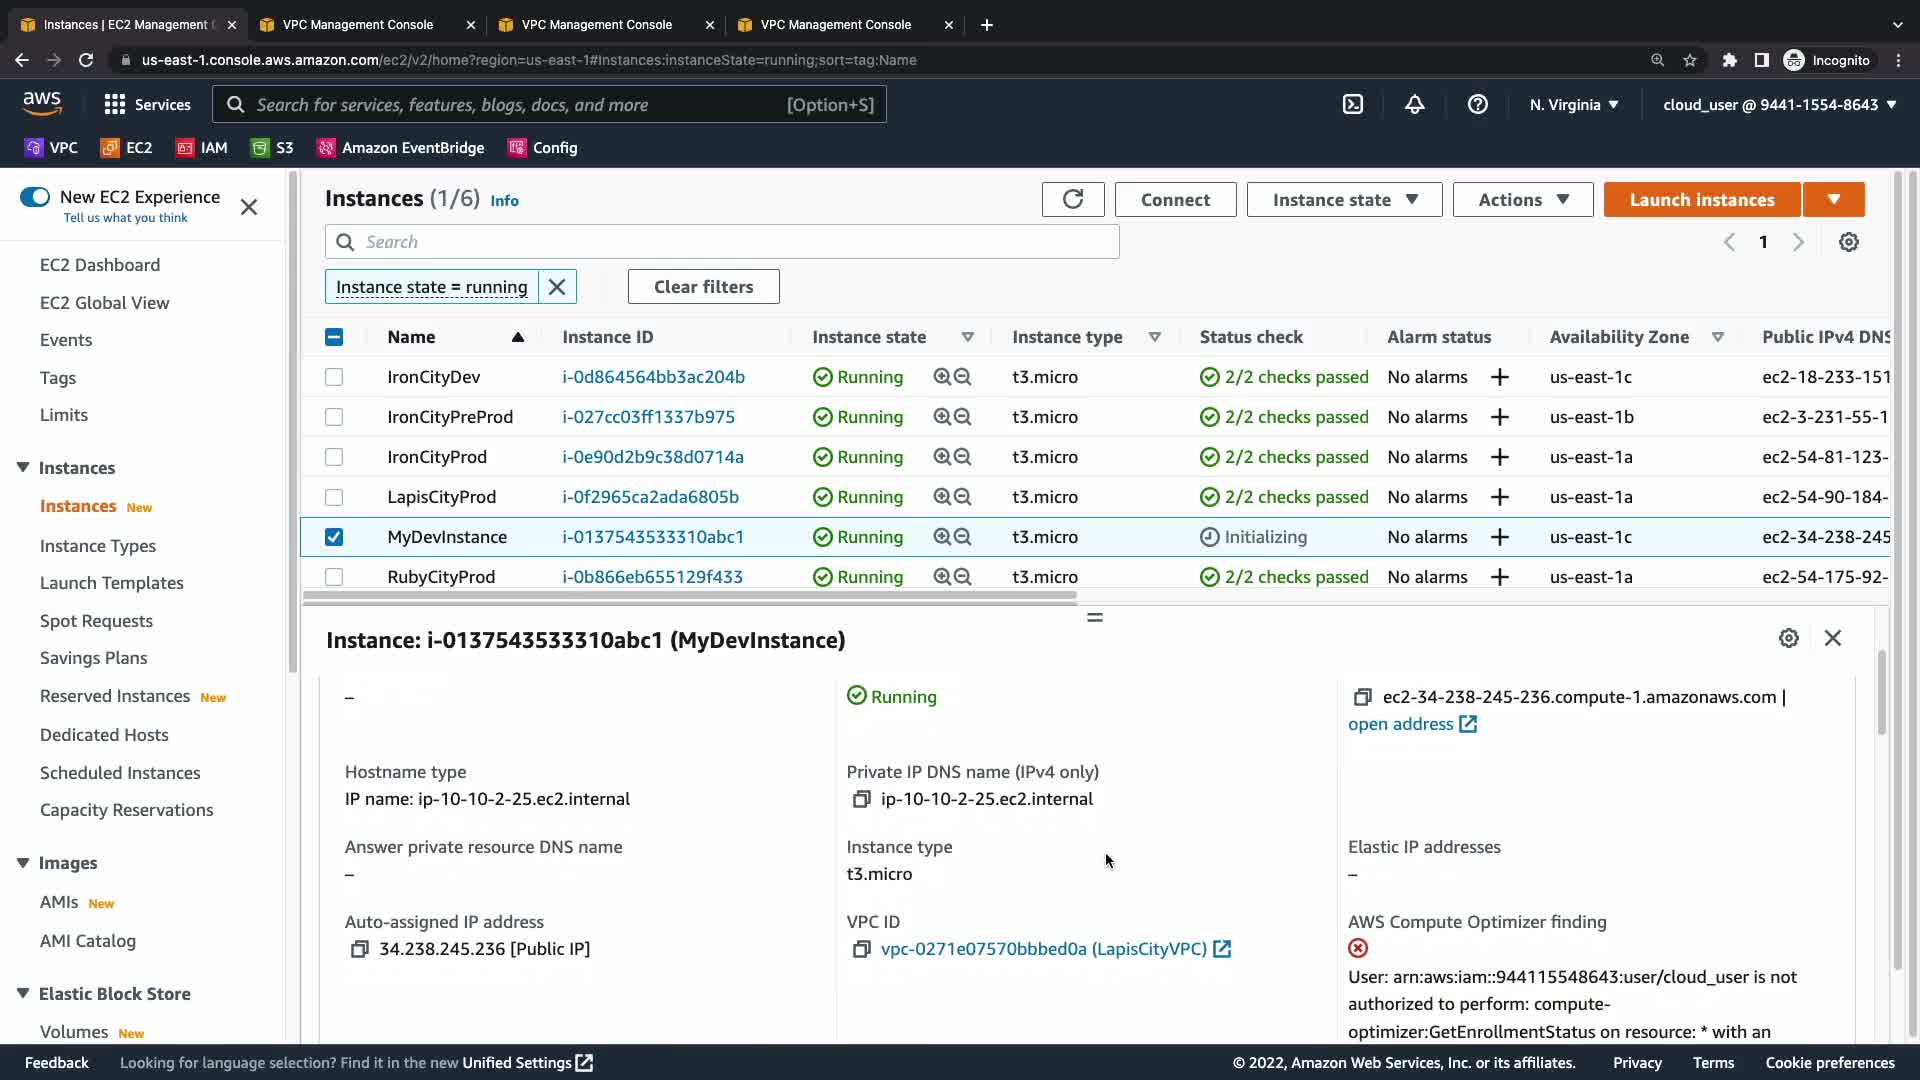 Instances | EC2 Management C
VPC Management Console
VPC Management Console
VPC Management Console
us-east-1.console.aws.amazon.com/ec2/v2/home?region=us-east-1#Instances:instanceState=running;sort=tag:Name
Incognito
aws
Services
Search for services, features, blogs, docs, and more
[Option+S]
N. Virginia
cloud_user @ 9441-1554-8643
VPC
EC2
IAM
S3
Amazon EventBridge
Config
New EC2 Experience
Tell us what you think
EC2 Dashboard
EC2 Global View
Events
Tags
Limits
Instances
Instances New
Instance Types
Launch Templates
Spot Requests
Savings Plans
Reserved Instances New
Dedicated Hosts
Scheduled Instances
Capacity Reservations
Images
AMIs New
AMI Catalog
Elastic Block Store
Volumes New
Instances (1/6) Info
Connect
Instance state
Actions
Launch instances
Search
1
Instance state = running
Clear filters
Name Instance ID Instance state Instance type Status check Alarm status Availability Zone Public IPv4 DNS
IronCityDev i-0d864564bb3ac204b Running t3.micro 2/2 checks passed No alarms + us-east-1c ec2-18-233-151
IronCityPreProd i-027cc03ff1337b975 Running t3.micro 2/2 checks passed No alarms + us-east-1b ec2-3-231-55-1
IronCityProd i-0e90d2b9c38d0714a Running t3.micro 2/2 checks passed No alarms + us-east-1a ec2-54-81-123-
LapisCityProd i-0f2965ca2ada6805b Running t3.micro 2/2 checks passed No alarms + us-east-1a ec2-54-90-184-
MyDevInstance i-0137543533310abc1 Running t3.micro Initializing No alarms + us-east-1c ec2-34-238-245
RubyCityProd i-0b866eb655129f433 Running t3.micro 2/2 checks passed No alarms + us-east-1a ec2-54-175-92-
Instance: i-0137543533310abc1 (MyDevInstance)
–
Running
ec2-34-238-245-236.compute-1.amazonaws.com |
open address
Hostname type
IP name: ip-10-10-2-25.ec2.internal
Private IP DNS name (IPv4 only)
ip-10-10-2-25.ec2.internal
Answer private resource DNS name
–
Instance type
t3.micro
Elastic IP addresses
–
Auto-assigned IP address
34.238.245.236 [Public IP]
VPC ID
vpc-0271e07570bbbed0a (LapisCityVPC)
AWS Compute Optimizer finding
User: arn:aws:iam::944115548643:user/cloud_user is not
authorized to perform: compute-
optimizer:GetEnrollmentStatus on resource: * with an
Feedback
Looking for language selection? Find it in the new Unified Settings
© 2022, Amazon Web Services, Inc. or its affiliates.
Privacy
Terms
Cookie preferences